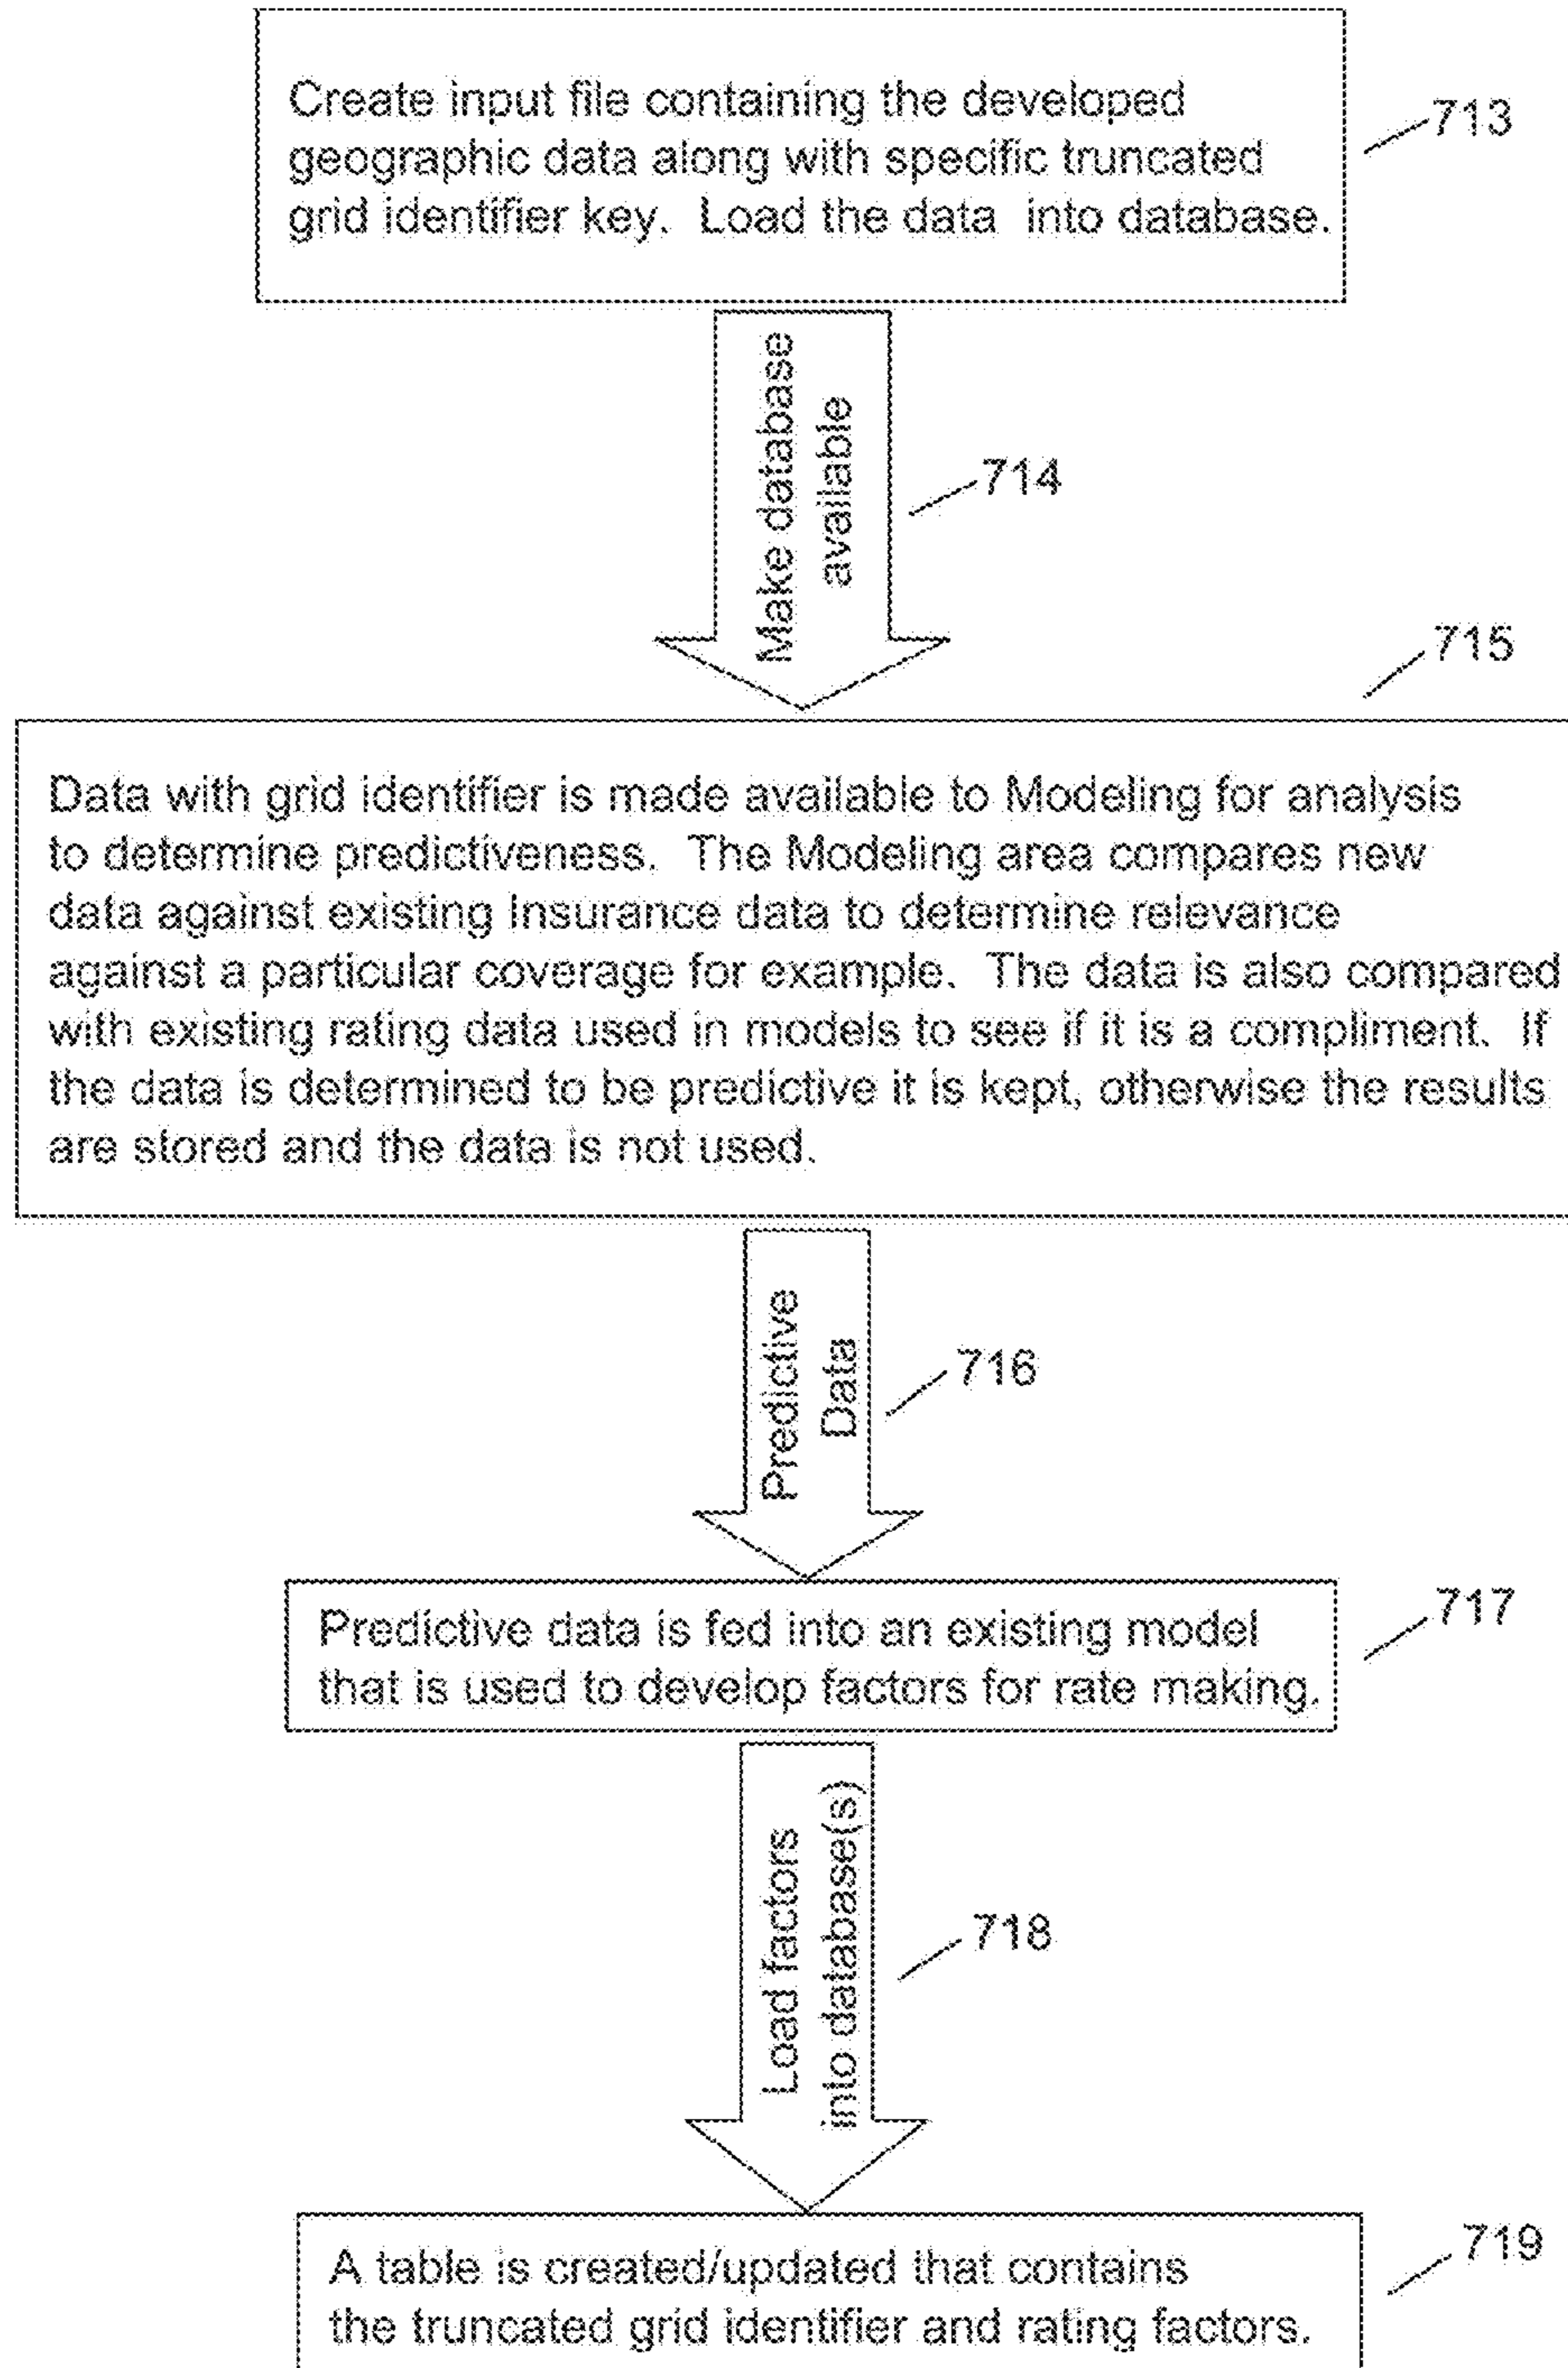 Create input file containing the developed
geographic data along with specific truncated
grid identifier key. Load the data into database.
713
Make database
available
714
715
Data with grid identifier is made available to Modeling for analysis
to determine predictiveness. The Modeling area compares new
data against existing Insurance data to determine relevance
against a particular coverage for example. The data is also compared
with existing rating data used in models to see if it is a compliment. If
the data is determined to be predictive it is kept, otherwise the results
are stored and the data is not used.
Predictive
Data
716
Predictive data is fed into an existing model
that is used to develop factors for rate making.
717
Load factors
into database(s)
718
A table is created/updated that contains
the truncated grid identifier and rating factors.
719